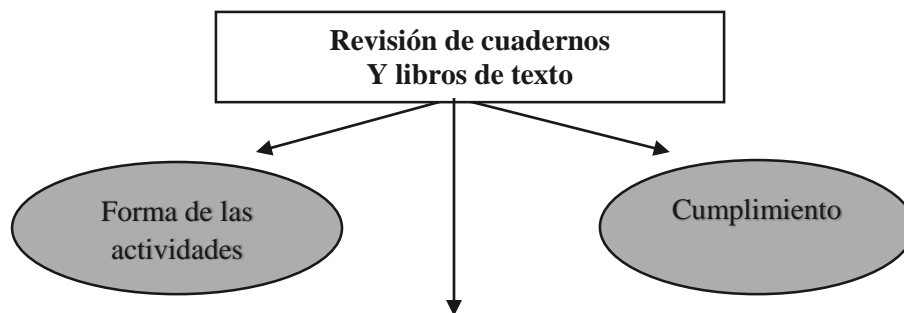 Revisión de cuadernos
Y libros de texto
Forma de las
actividades
Cumplimiento